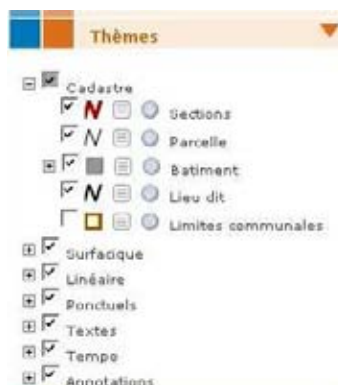 Thèmes
Cadastre
Sections
Parcelle
Batiment
Lieu dit
Limites communales
Surfacique
Linéaire
Ponctuels
Textes
Tempo
Annotations